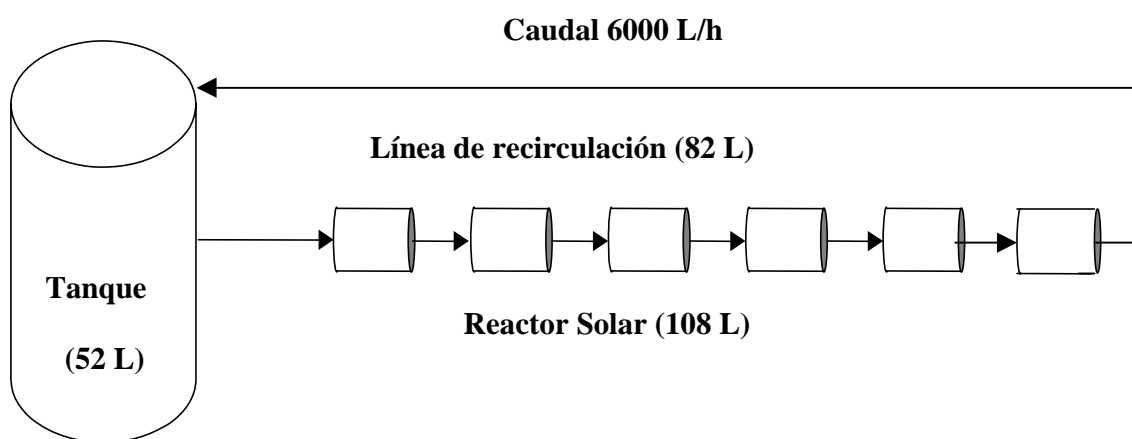 Caudal 6000 L/h
Línea de recirculación (82 L)
Tanque
(52 L)
Reactor Solar (108 L)